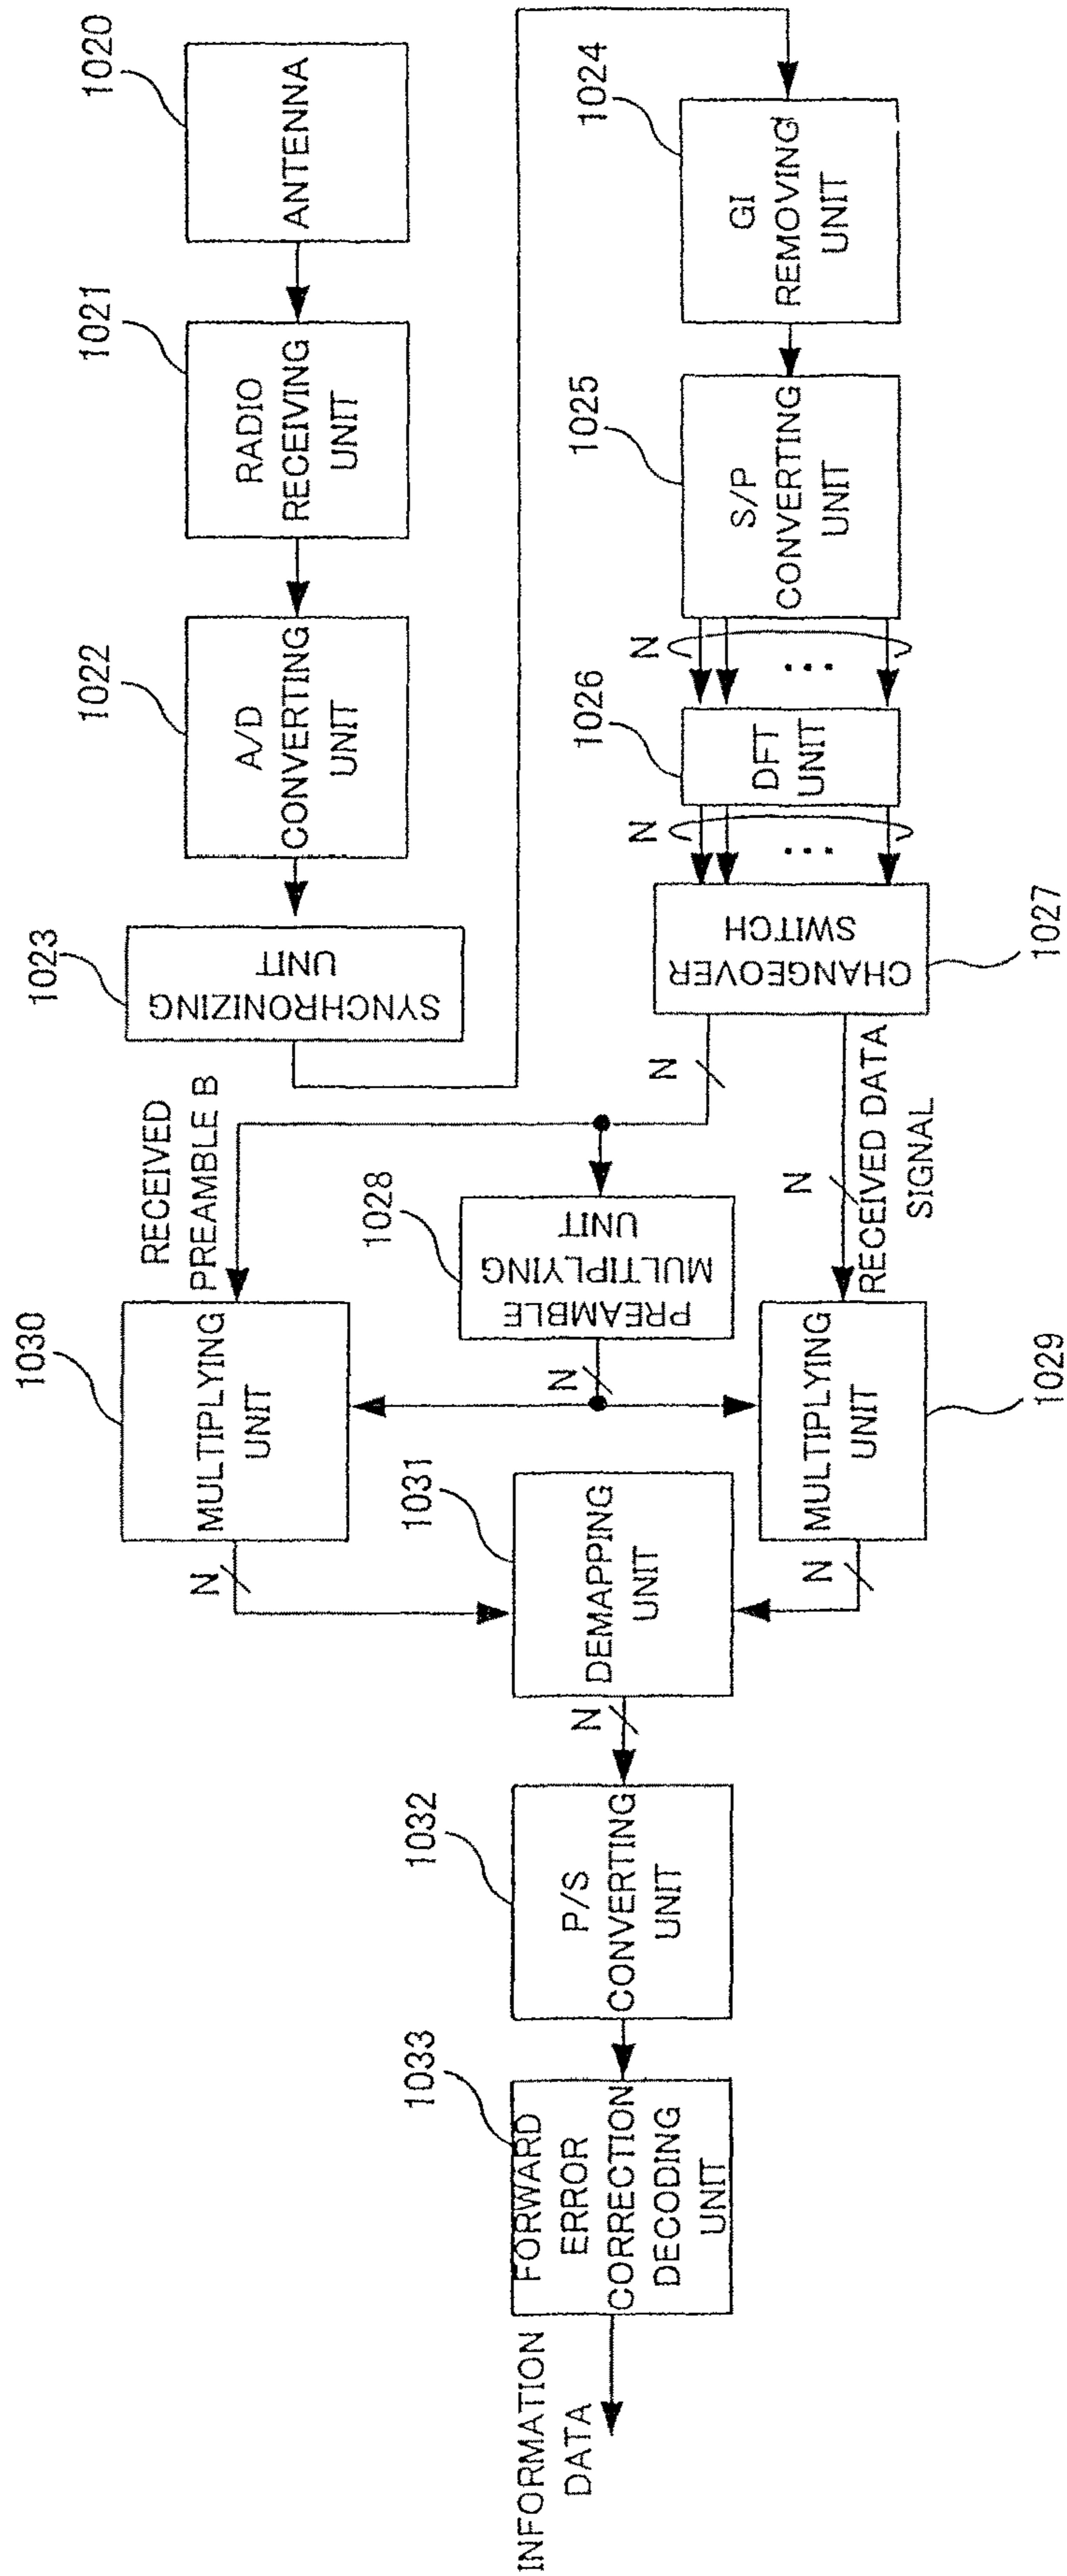 1020
ANTENNA
1021
RADIO
RECEIVING
UNIT
1022
A/D
CONVERTING
UNIT
1023
SYNCHRONIZING
UNIT
1024
GI
REMOVING
UNIT
1025
S/P
CONVERTING
UNIT
N
...
1026
DFT
UNIT
N
...
1027
CHANGEOVER
SWITCH
N
RECEIVED
PREAMBLE B
N
RECEIVED DATA
SIGNAL
1028
PREAMBLE
MULTIPLYING
UNIT
N
1030
MULTIPLYING
UNIT
N
1029
MULTIPLYING
UNIT
N
1031
DEMAPPING
UNIT
N
1032
P/S
CONVERTING
UNIT
1033
FORWARD
ERROR
CORRECTION
DECODING
UNIT
INFORMATION
DATA